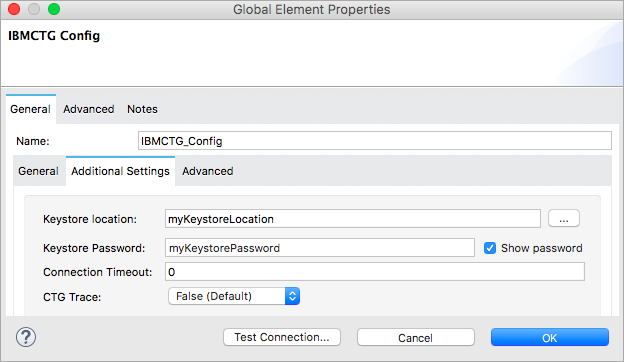 Global Element Properties
IBMCTG Config
General Advanced Notes
Name: IBMCTG_Config
General Additional Settings Advanced
Keystore location: myKeystoreLocation ...
Keystore Password: myKeystorePassword Show password
Connection Timeout: 0
CTG Trace: False (Default)
? Test Connection... Cancel OK